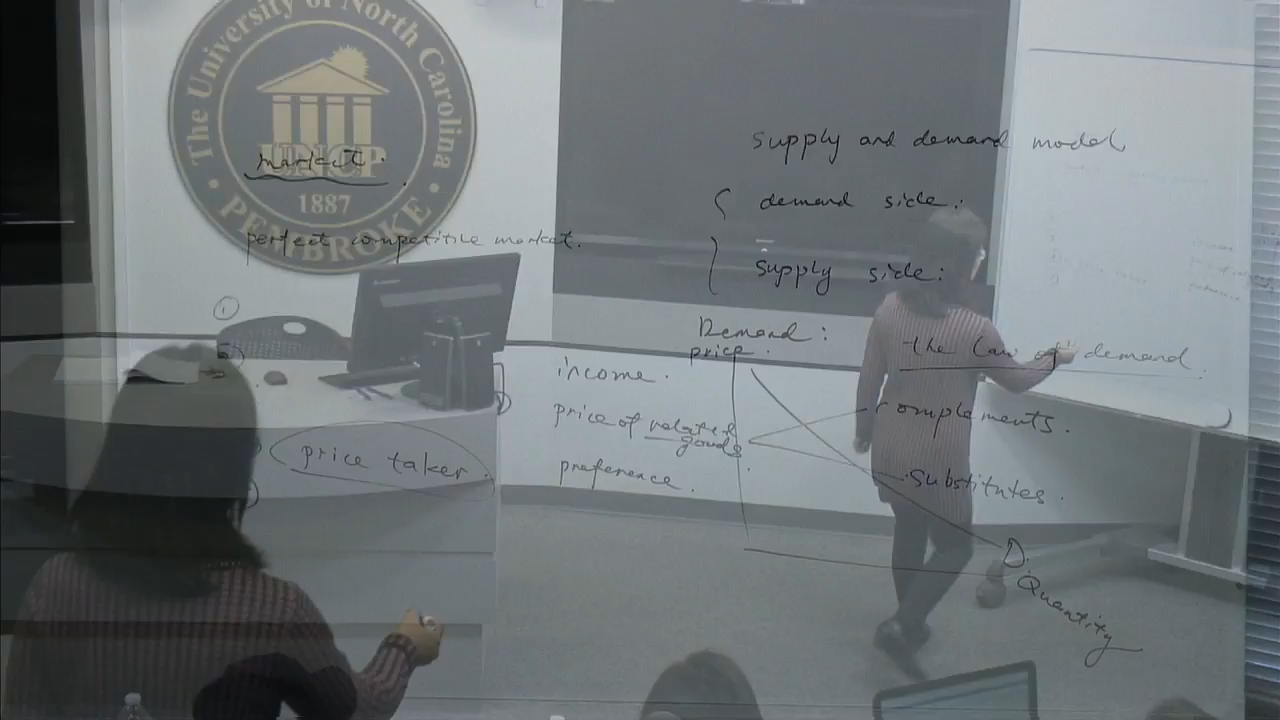 The University of North Carolina
UNCP
1887
PEMBROKE
market.
perfect competitive market.
①
price taker.
supply and demand model
demand side:
supply side:
Demand:
price.
the law of demand
income.
price of related goods
complements.
substitutes.
preference.
D.
Quantity